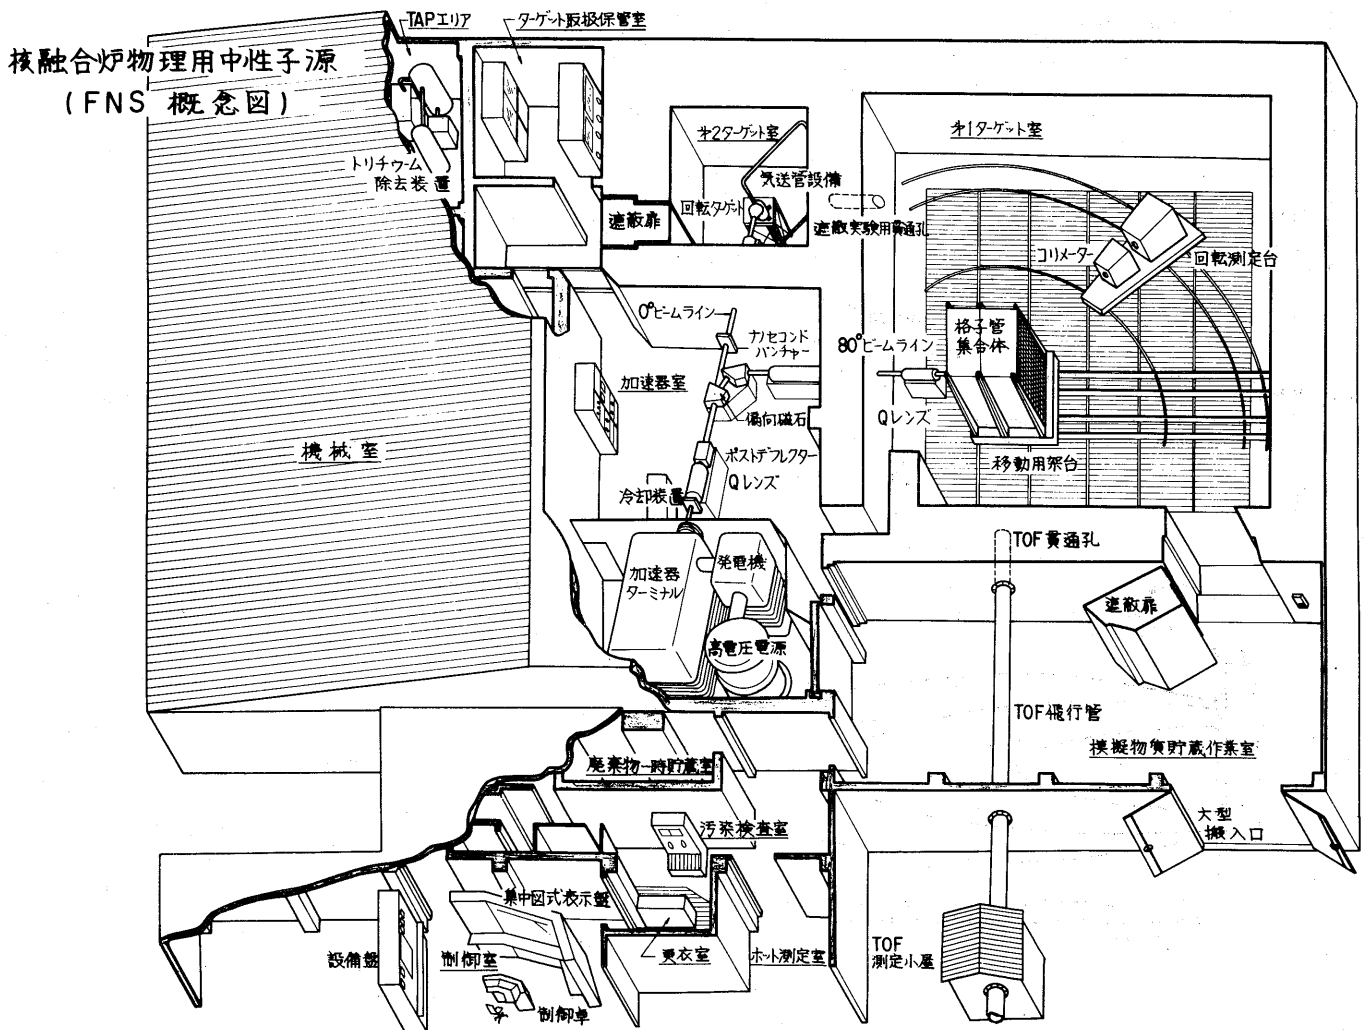 核融合炉物理用中性子源
(FNS 概念図)
TAPエリア
ターゲット取扱保管室
トリチウム
除去装置
遮蔽扉
第2ターゲット室
気送管設備
回転ターゲット
遮蔽実験用貫通孔
第1ターゲット室
コリメーター
回転測定台
0°ビームライン
ナノセコンド
バンチャー
80°ビームライン
格子管
集合体
加速器室
偏向磁石
Qレンズ
機械室
ポストデフレクター
Qレンズ
移動用架台
冷却装置
TOF貫通孔
加速器
ターミナル
発電機
遮蔽扉
高電圧電源
TOF飛行管
模擬物質貯蔵作業室
廃棄物一時貯蔵室
汚染検査室
大型
搬入口
集中図式表示盤
設備盤
制御室
更衣室
ホット測定室
TOF
測定小屋
制御卓